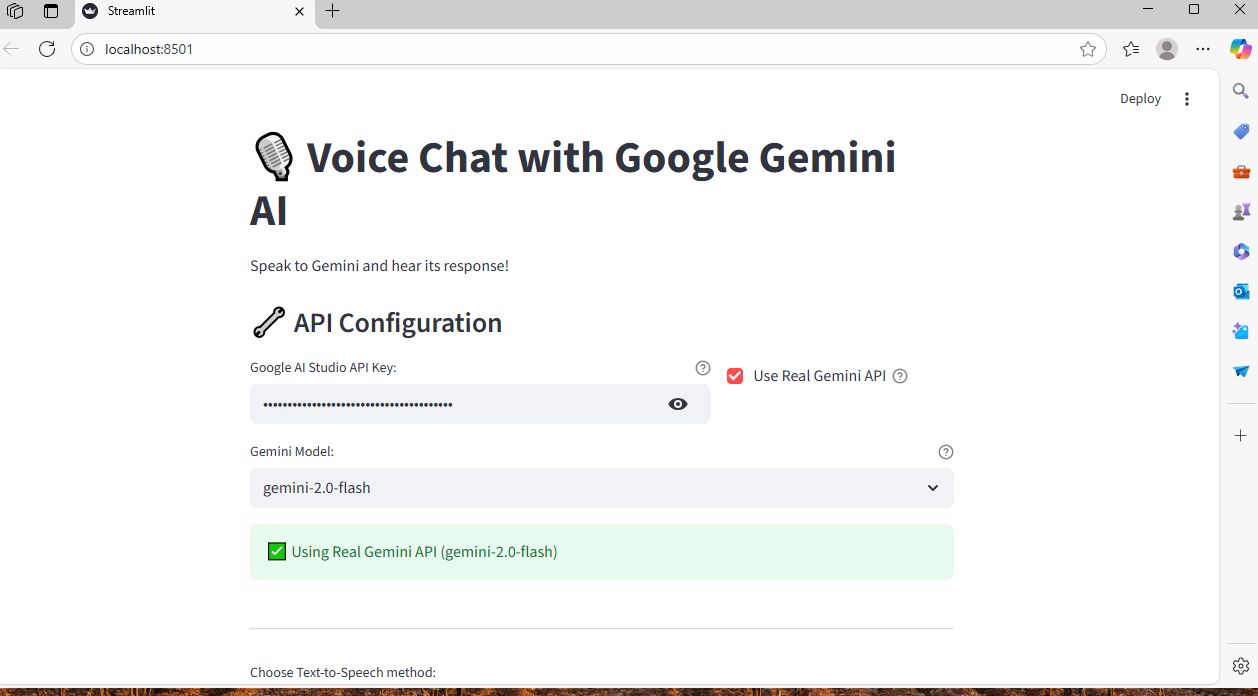 Streamlit
localhost:8501
Deploy
Voice Chat with Google Gemini
AI
Speak to Gemini and hear its response!
API Configuration
Google AI Studio API Key:
Use Real Gemini API
••••••••••••••••••••••••••••••••••••••
Gemini Model:
gemini-2.0-flash
Using Real Gemini API (gemini-2.0-flash)
Choose Text-to-Speech method: